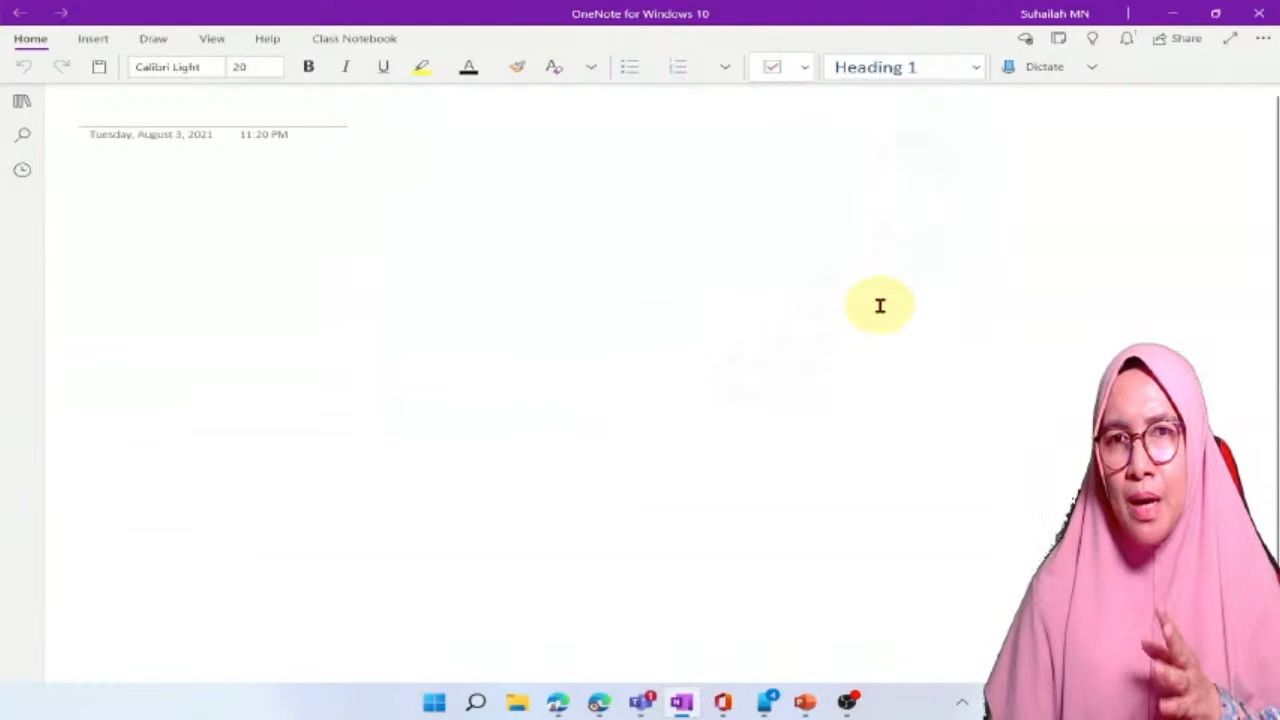 OneNote for Windows 10
Suhailah MN
Home Insert Draw View Help Class Notebook
Share
Calibri Light 20 B I U A Heading 1 Dictate
Tuesday, August 3, 2021 11:20 PM